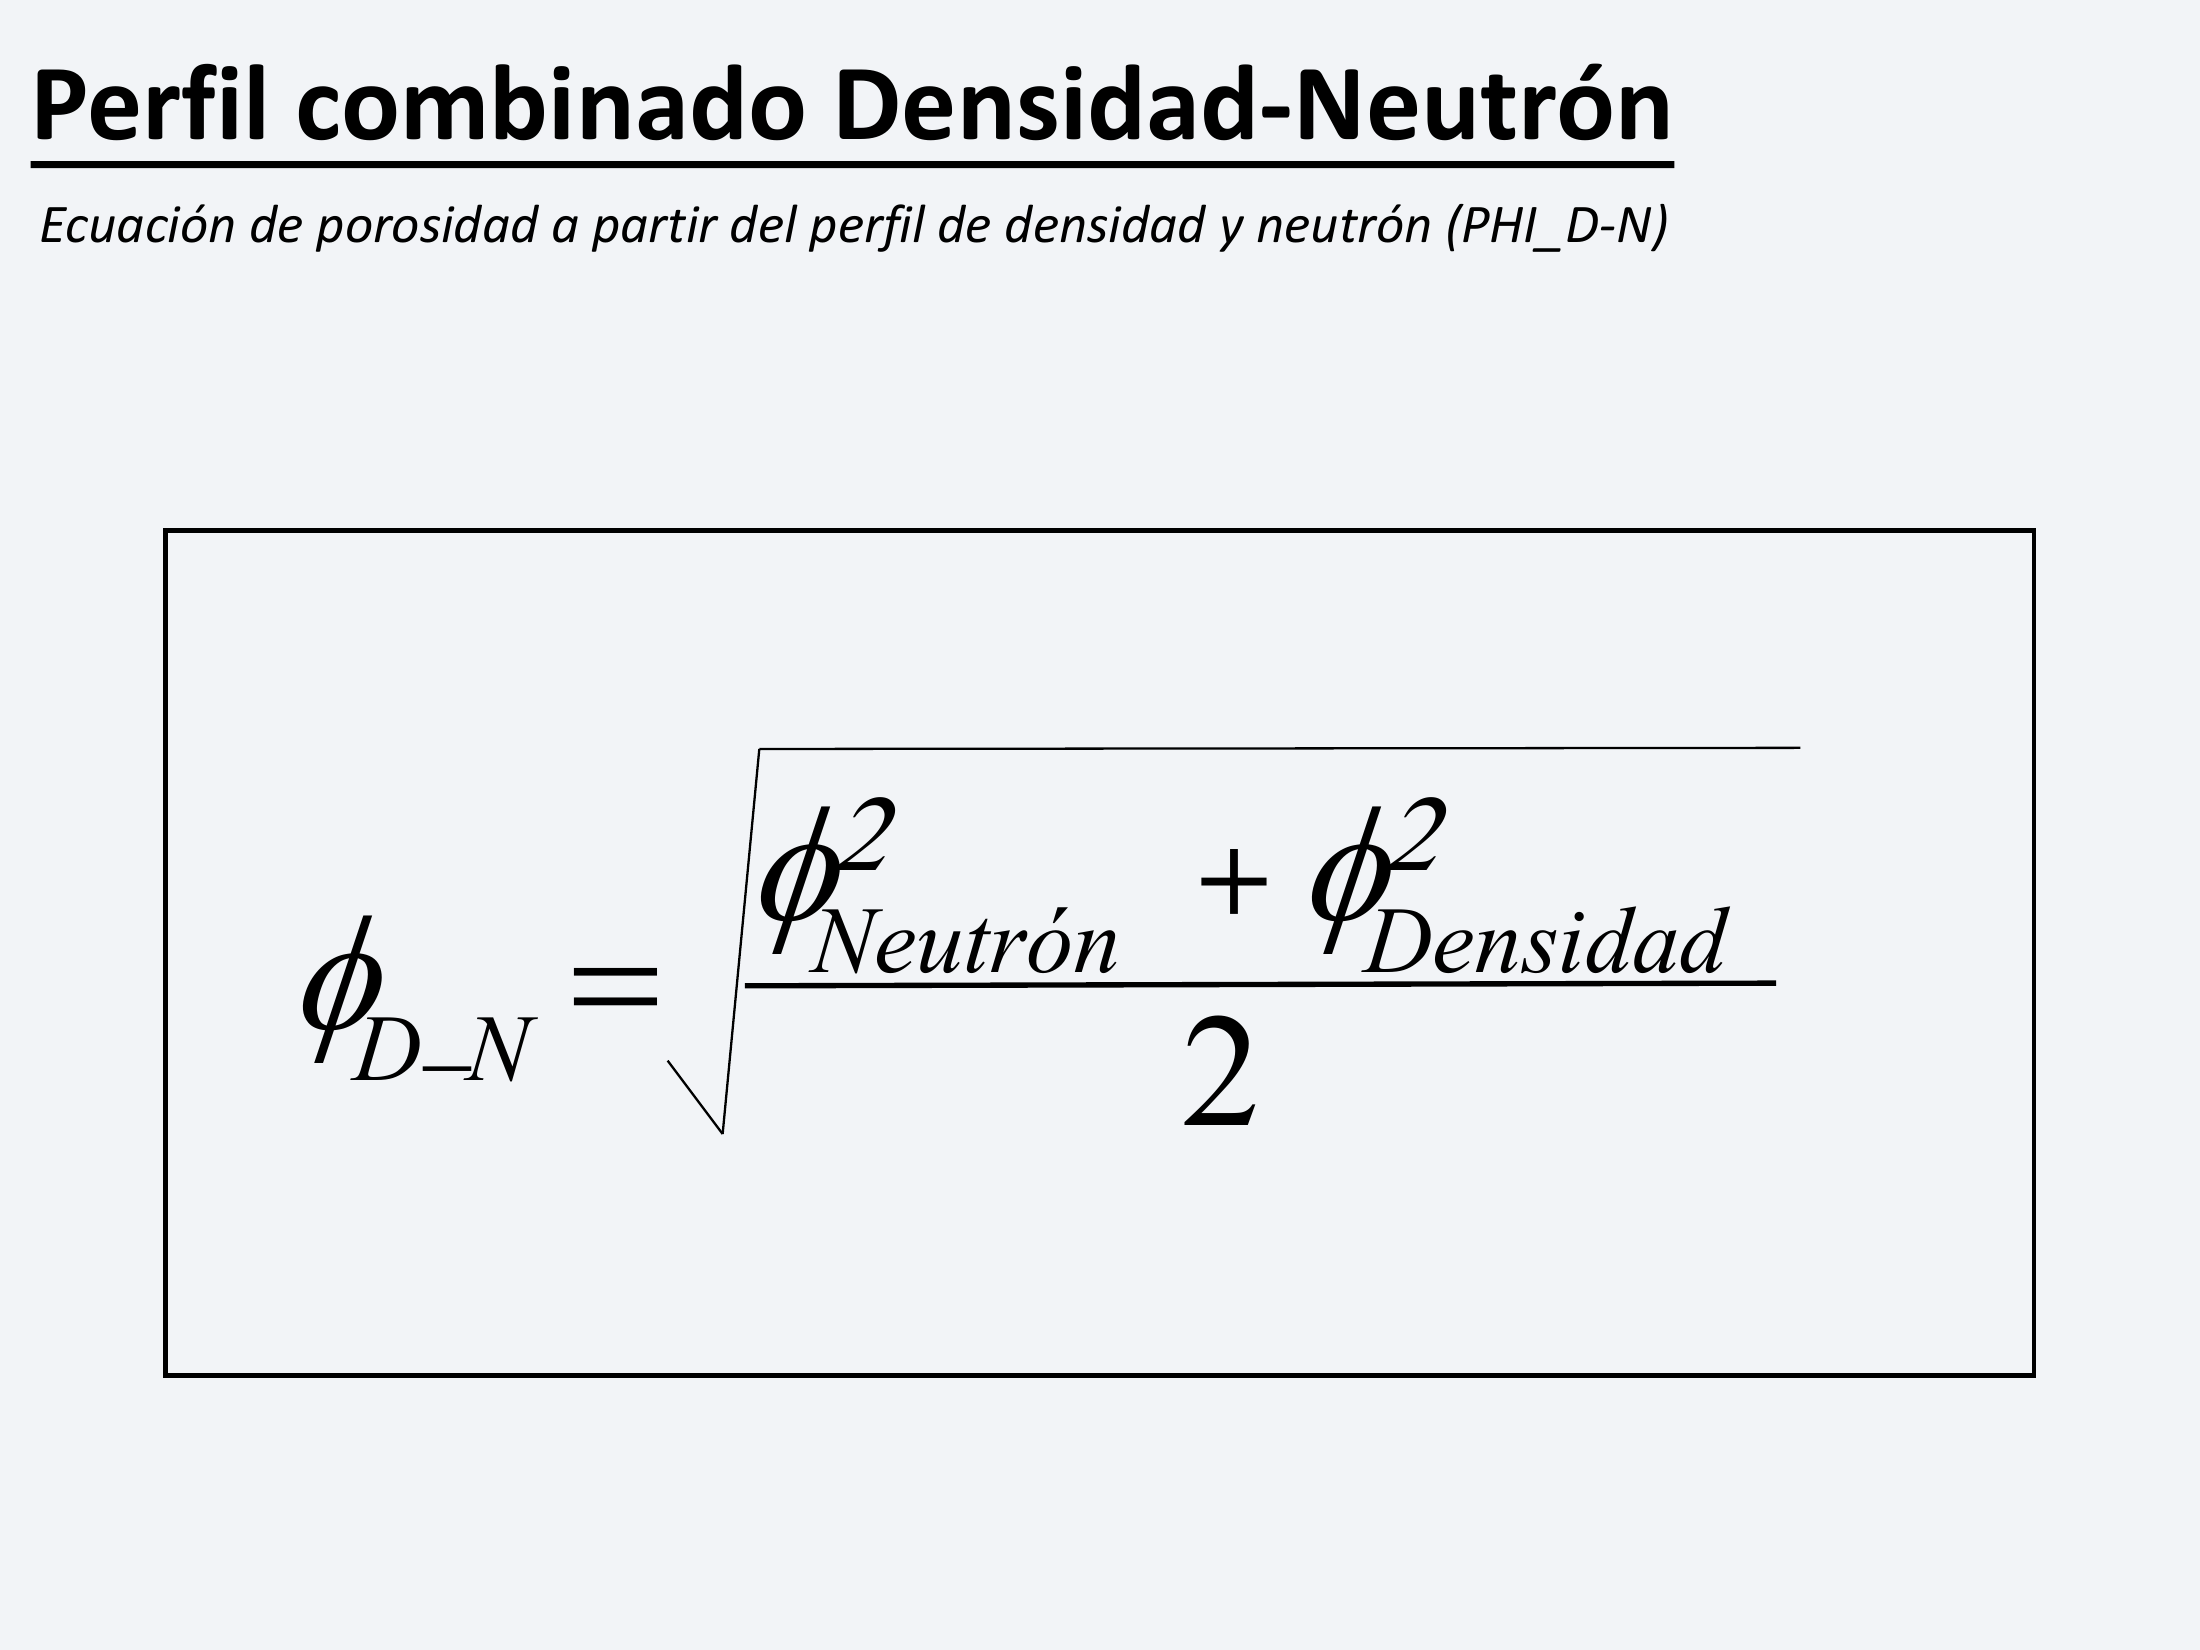 Perfil combinado Densidad-Neutrón
Ecuación de porosidad a partir del perfil de densidad y neutrón (PHI_D-N)
ϕ_{D–N} = √((ϕ²_{Neutrón} + ϕ²_{Densidad}) / 2)